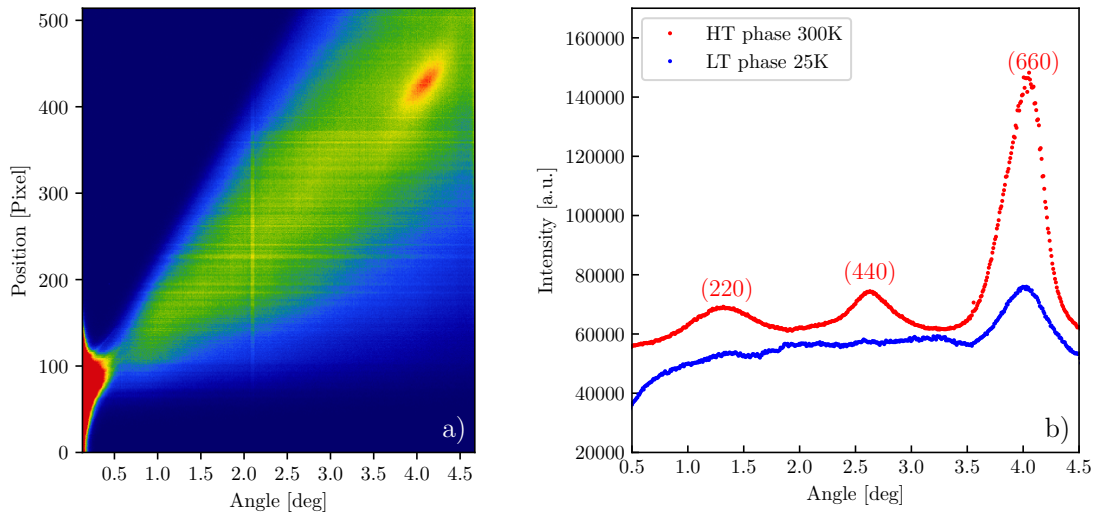 500
400
300
200
100
0
Position [Pixel]
0.5 1.0 1.5 2.0 2.5 3.0 3.5 4.0 4.5
Angle [deg]
a)
160000
140000
120000
100000
80000
60000
40000
20000
Intensity [a.u.]
HT phase 300K
LT phase 25K
(220)
(440)
(660)
0.5 1.0 1.5 2.0 2.5 3.0 3.5 4.0 4.5
Angle [deg]
b)